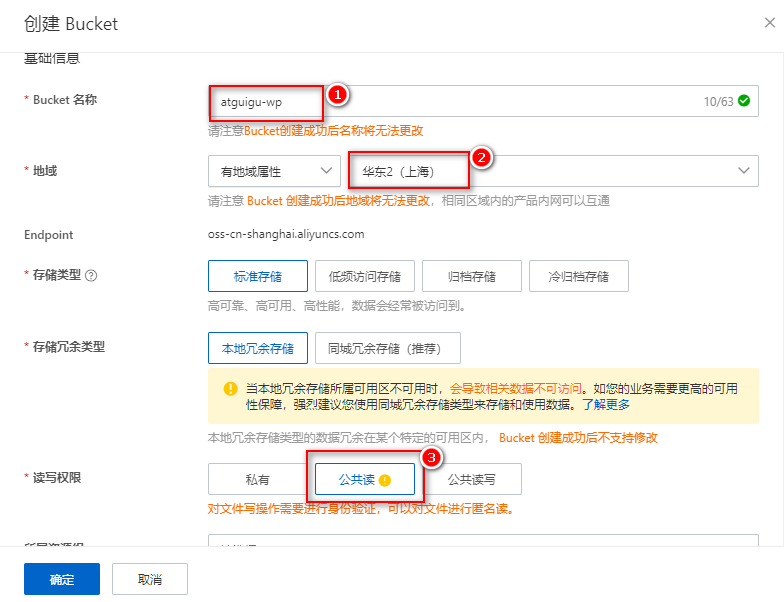 创建 Bucket
基础信息
* Bucket 名称
atguigu-wp
1
10/63
请注意Bucket创建成功后名称将无法更改
* 地域
有地域属性
华东2（上海）
2
请注意 Bucket 创建成功后地域将无法更改，相同区域内的产品内网可以互通
Endpoint
oss-cn-shanghai.aliyuncs.com
* 存储类型
标准存储
低频访问存储
归档存储
冷归档存储
高可靠、高可用、高性能，数据会经常被访问到。
* 存储冗余类型
本地冗余存储
同城冗余存储（推荐）
当本地冗余存储所属可用区不可用时，会导致相关数据不可访问。如您的业务需要更高的可用
性保障，强烈建议您使用同城冗余存储类型来存储和使用数据。了解更多
本地冗余存储类型的数据冗余在某个特定的可用区内， Bucket 创建成功后不支持修改
* 读写权限
私有
公共读
3
公共读写
对文件写操作需要进行身份验证，可以对文件进行匿名读。
确定
取消